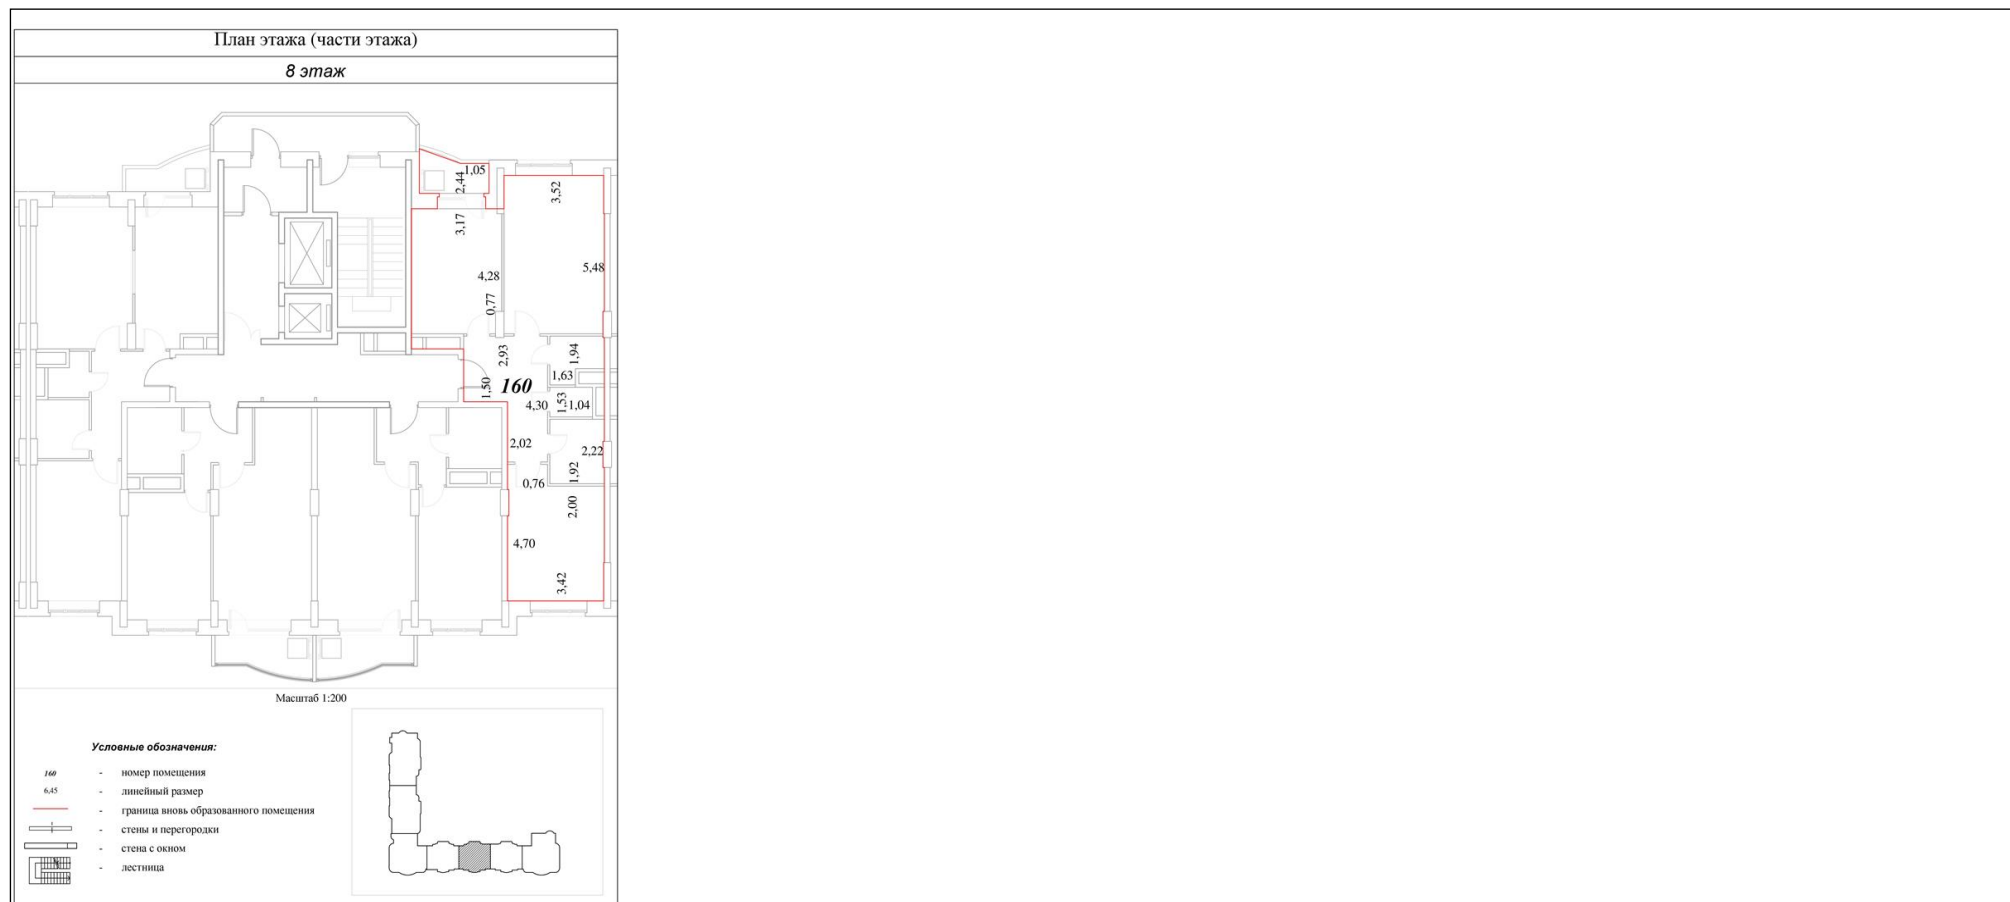 План этажа (части этажа)
8 этаж
1,05
2,44
3,52
3,17
5,48
4,28
0,77
2,93
1,94
1,63
1,50
160
4,30
1,53
1,04
2,02
2,22
1,92
0,76
2,00
4,70
3,42
Масштаб 1:200
Условные обозначения:
160 - номер помещения
6,45 - линейный размер
- граница вновь образованного помещения
- стены и перегородки
- стена с окном
- лестница